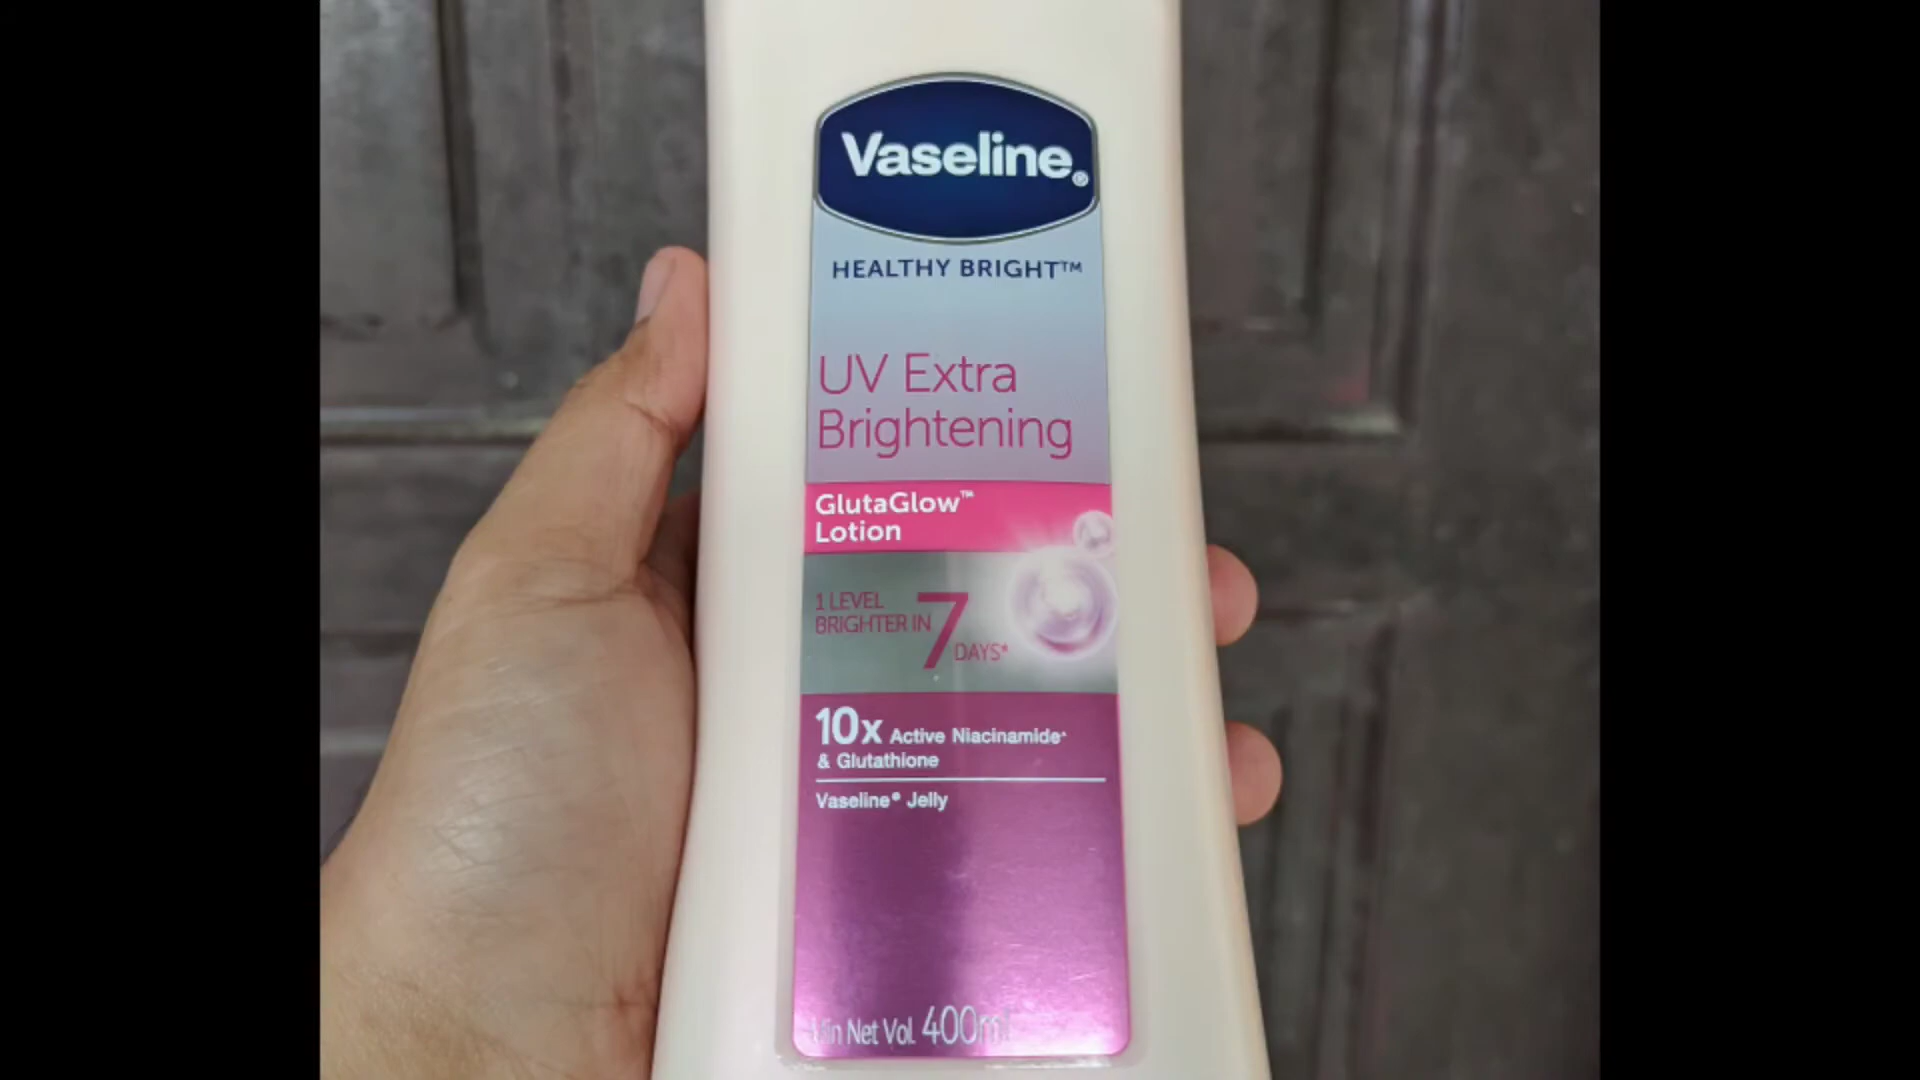 Vaseline®
HEALTHY BRIGHT™
UV Extra
Brightening
GlutaGlow™
Lotion
1 LEVEL
BRIGHTER IN 7 DAYS*
10x Active Niacinamide^
& Glutathione
Vaseline® Jelly
Min Net Vol. 400ml